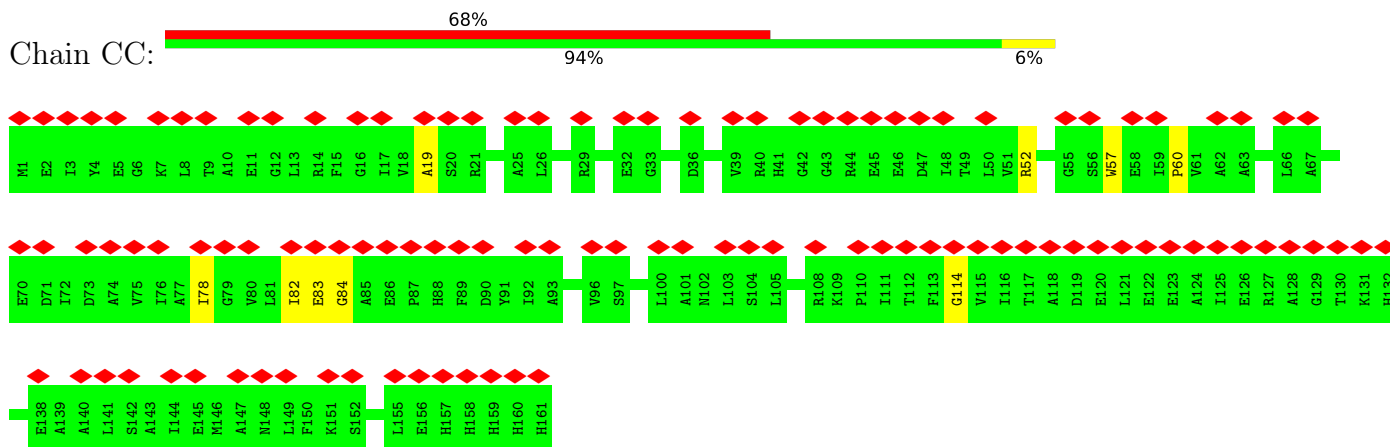 68%
Chain CC:
94% 6%
M1 E2 I3 Y4 E5 G6 K7 L8 T9 A10 E11 G12 L13 R14 F15 G16 I17 V18 A19 S20 R21 A25 L26 R29 E32 G33 D36 V39 R40 H41 G42 G43 R44 E45 E46 D47 I48 T49 L50 V51 R52 G55 S56 W57 E58 I59 P60 V61 A62 A63 L66 A67
E70 D71 I72 D73 A74 V75 I76 A77 I78 G79 V80 L81 I82 E83 G84 A85 E86 P87 H88 F89 D90 Y91 I92 A93 V96 S97 L100 A101 N102 L103 S104 L105 R108 K109 P110 I111 T112 F113 G114 V115 I116 T117 A118 D119 E120 L121 E122 E123 A124 I125 E126 R127 A128 G129 T130 K131 H132
E138 A139 A140 L141 S142 A143 I144 E145 M146 A147 N148 L149 F150 K151 S152 L155 E156 H157 H158 H159 H160 H161